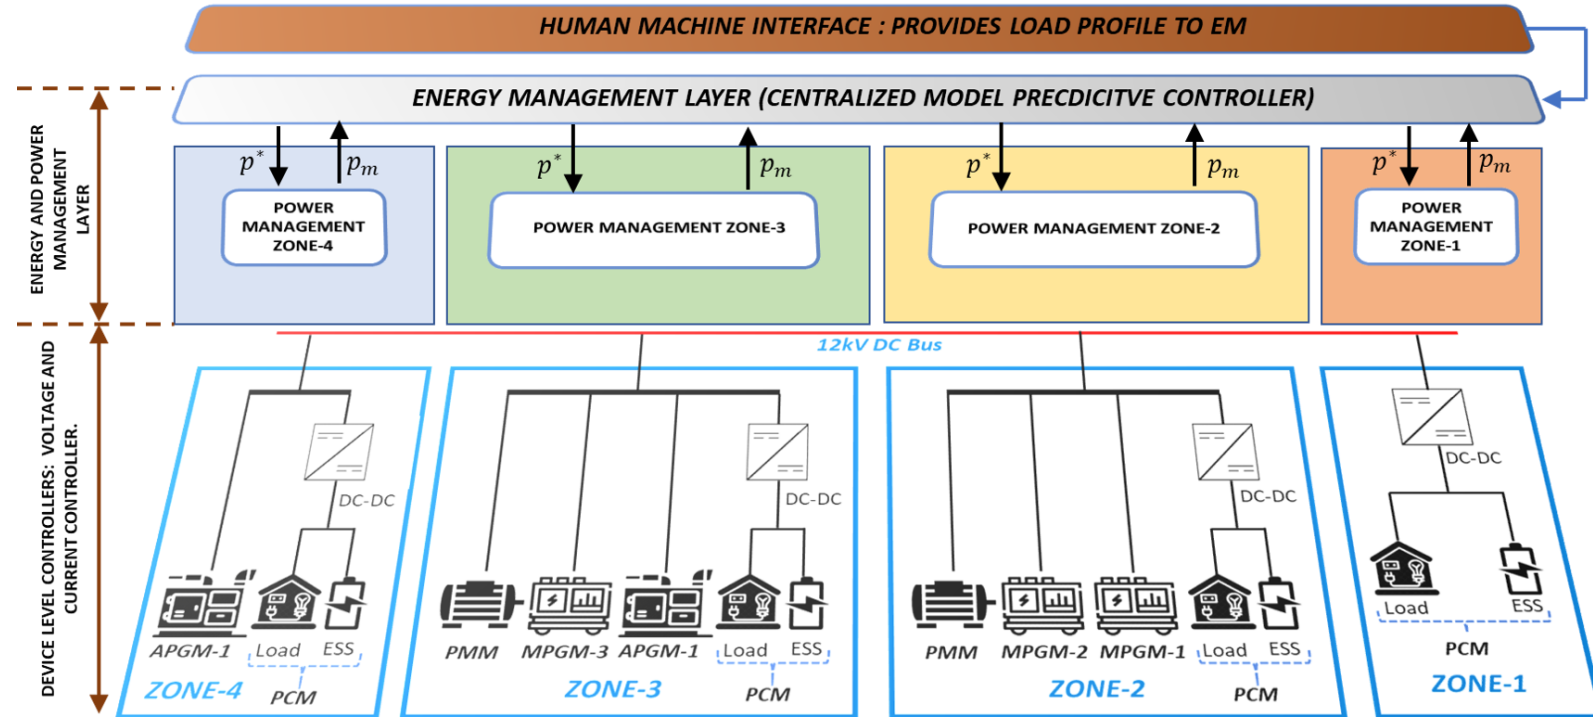 HUMAN MACHINE INTERFACE : PROVIDES LOAD PROFILE TO EM
ENERGY MANAGEMENT LAYER (CENTRALIZED MODEL PRECDICITVE CONTROLLER)
ENERGY AND POWER
MANAGEMENT
LAYER
p* pm
p* pm
p* pm
p* pm
POWER
MANAGEMENT
ZONE-4
POWER MANAGEMENT ZONE-3
POWER MANAGEMENT ZONE-2
POWER
MANAGEMENT
ZONE-1
12kV DC Bus
DEVICE LEVEL CONTROLLERS: VOLTAGE AND
CURRENT CONTROLLER.
DC-DC
APGM-1 Load ESS
PCM
ZONE-4
DC-DC
PMM MPGM-3 APGM-1 Load ESS
PCM
ZONE-3
DC-DC
PMM MPGM-2 MPGM-1 Load ESS
PCM
ZONE-2
DC-DC
Load ESS
PCM
ZONE-1